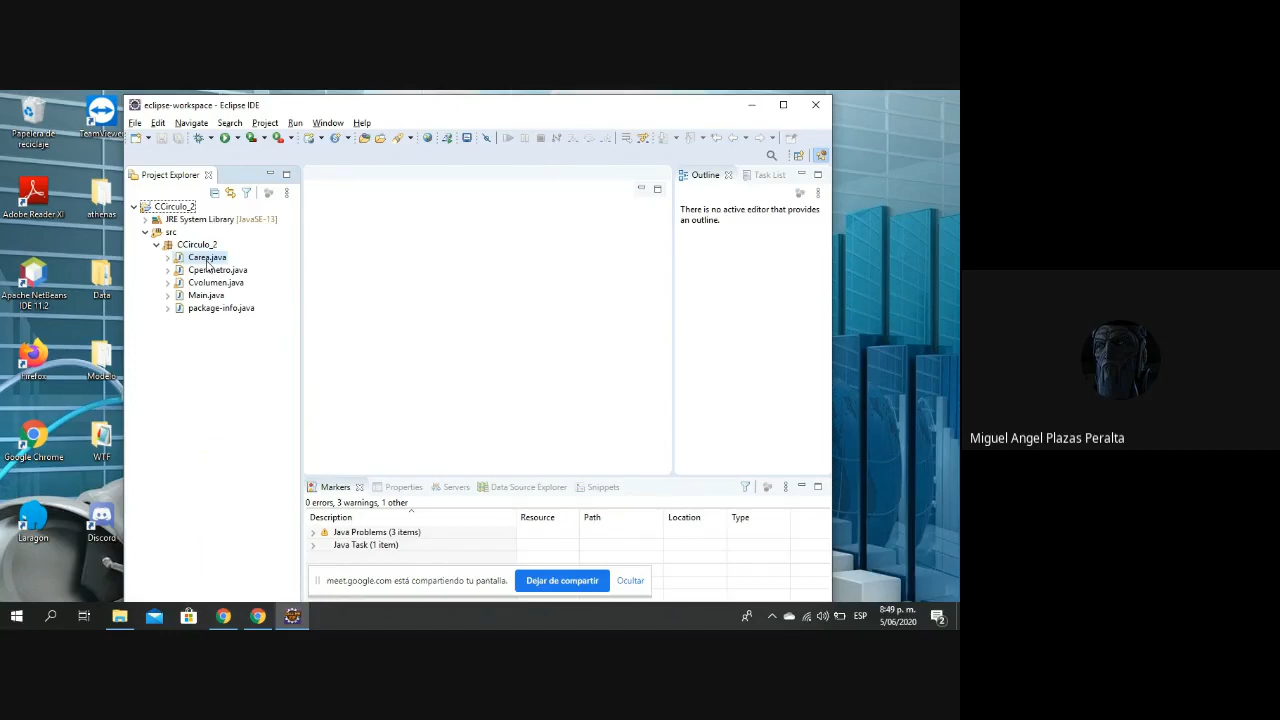 Papelera de
reciclaje
TeamViewer
Adobe Reader XI
athenas
Apache NetBeans
IDE 11.2
Data
Firefox
Modelo
Google Chrome
WTF
Laragon
Discord
eclipse-workspace - Eclipse IDE
File Edit Navigate Search Project Run Window Help
Project Explorer
CCirculo_2
JRE System Library [JavaSE-13]
src
CCirculo_2
Carea.java
Cperimetro.java
Cvolumen.java
Main.java
package-info.java
Outline Task List
There is no active editor that provides
an outline.
Markers Properties Servers Data Source Explorer Snippets
0 errors, 3 warnings, 1 other
Description Resource Path Location Type
Java Problems (3 items)
Java Task (1 item)
meet.google.com está compartiendo tu pantalla. Dejar de compartir Ocultar
ESP
8:49 p. m.
5/06/2020
2
Miguel Angel Plazas Peralta